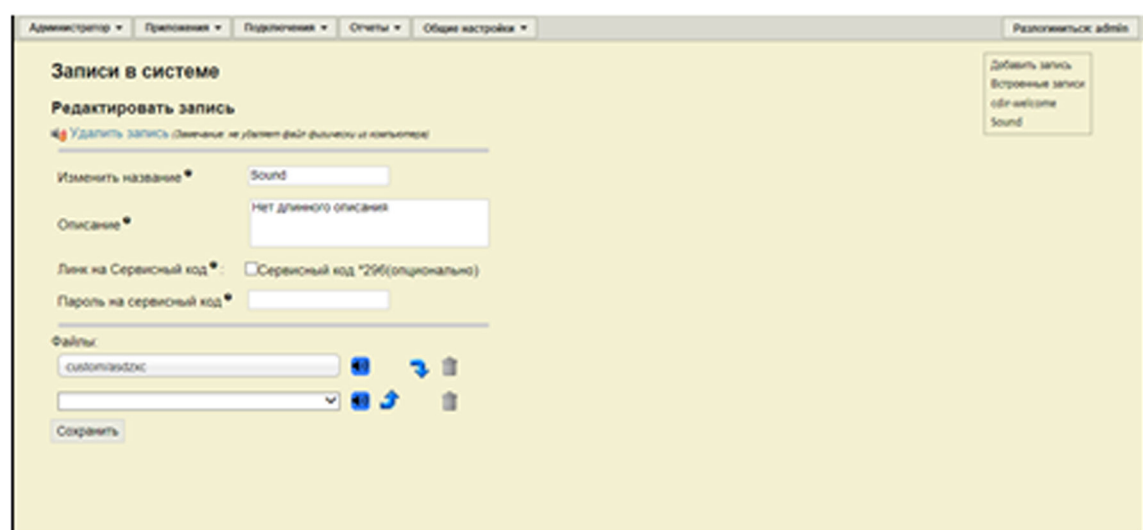 Администратор Приложения Подключения Отчеты Общие настройки Разлогиниться: admin
Записи в системе
Добавить запись
Встроенные записи
cdir-welcome
Sound
Редактировать запись
Удалить запись (Замечание: не удаляет файл физически из компьютера)
Изменить название Sound
Описание Нет длинного описания
Линк на Сервисный код : Сервисный код *296(опционально)
Пароль на сервисный код
Файлы:
custom/asdzxc
Сохранить